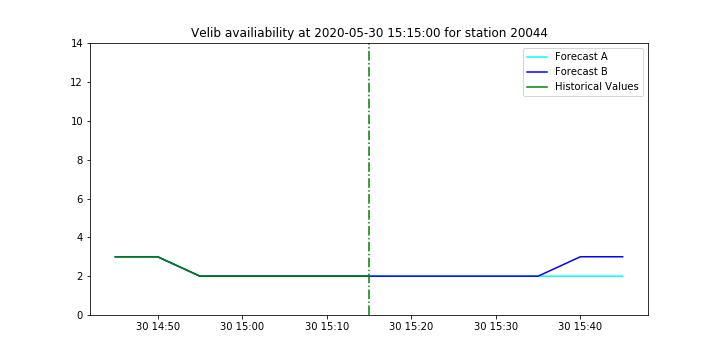 Velib availiability at 2020-05-30 15:15:00 for station 20044
14
12
10
8
6
4
2
0
Forecast A
Forecast B
Historical Values
30 14:50 30 15:00 30 15:10 30 15:20 30 15:30 30 15:40